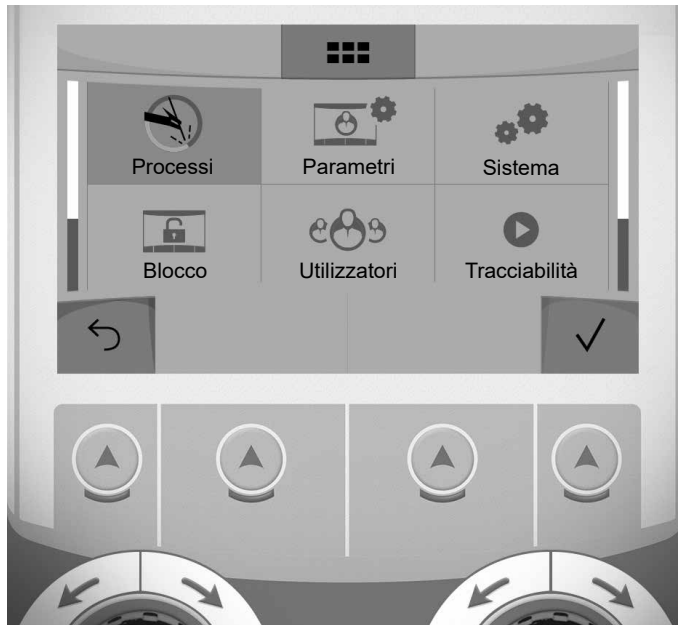 Processi
Parametri
Sistema
Blocco
Utilizzatori
Tracciabilità